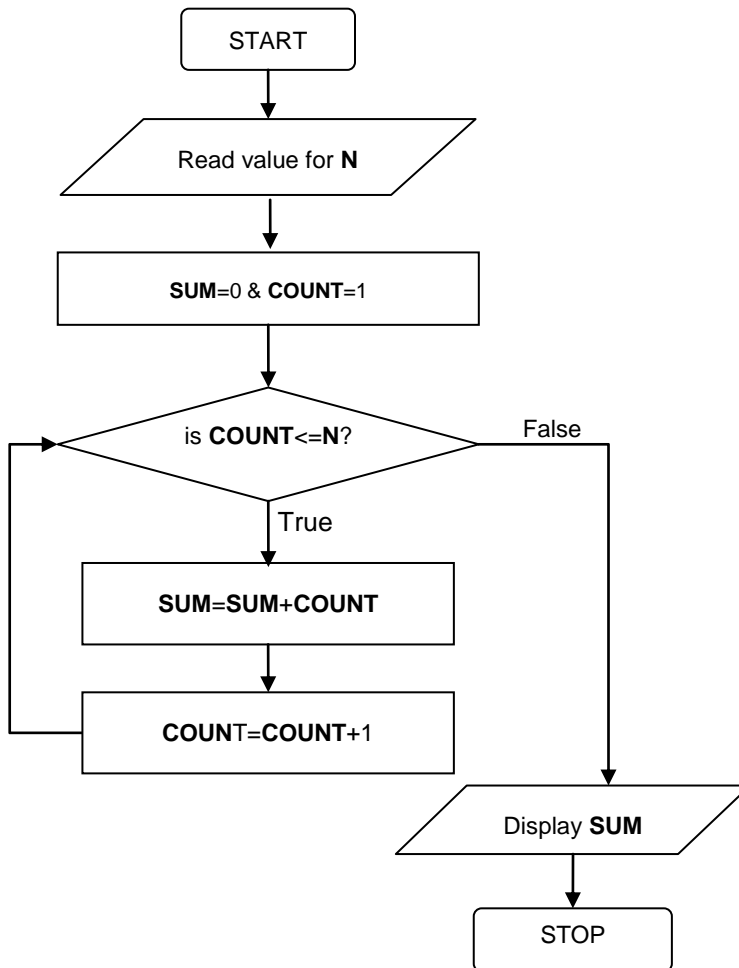 START
Read value for N
SUM=0 & COUNT=1
is COUNT<=N?
False
True
SUM=SUM+COUNT
COUNT=COUNT+1
Display SUM
STOP